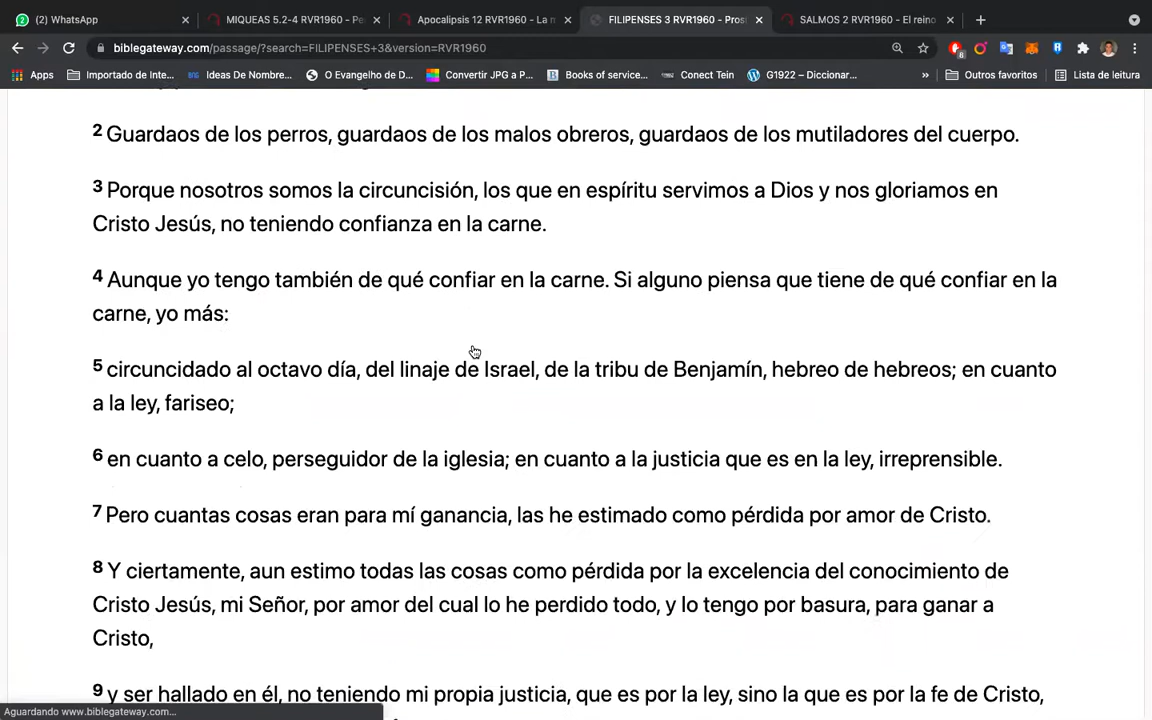 (2) WhatsApp
MIQUEAS 5.2-4 RVR1960 - Pe
Apocalipsis 12 RVR1960 - La m
FILIPENSES 3 RVR1960 - Prosi
SALMOS 2 RVR1960 - El reino
biblegateway.com/passage/?search=FILIPENSES+3&version=RVR1960
Apps
Importado de Inte...
Ideas De Nombre...
O Evangelho de D...
Convertir JPG a P...
Books of service...
Conect Tein
G1922 – Diccionar...
»
Outros favoritos
Lista de leitura
2 Guardaos de los perros, guardaos de los malos obreros, guardaos de los mutiladores del cuerpo.
3 Porque nosotros somos la circuncisión, los que en espíritu servimos a Dios y nos gloriamos en
Cristo Jesús, no teniendo confianza en la carne.
4 Aunque yo tengo también de qué confiar en la carne. Si alguno piensa que tiene de qué confiar en la
carne, yo más:
5 circuncidado al octavo día, del linaje de Israel, de la tribu de Benjamín, hebreo de hebreos; en cuanto
a la ley, fariseo;
6 en cuanto a celo, perseguidor de la iglesia; en cuanto a la justicia que es en la ley, irreprensible.
7 Pero cuantas cosas eran para mí ganancia, las he estimado como pérdida por amor de Cristo.
8 Y ciertamente, aun estimo todas las cosas como pérdida por la excelencia del conocimiento de
Cristo Jesús, mi Señor, por amor del cual lo he perdido todo, y lo tengo por basura, para ganar a
Cristo,
9 y ser hallado en él, no teniendo mi propia justicia, que es por la ley, sino la que es por la fe de Cristo,
Aguardando www.biblegateway.com...